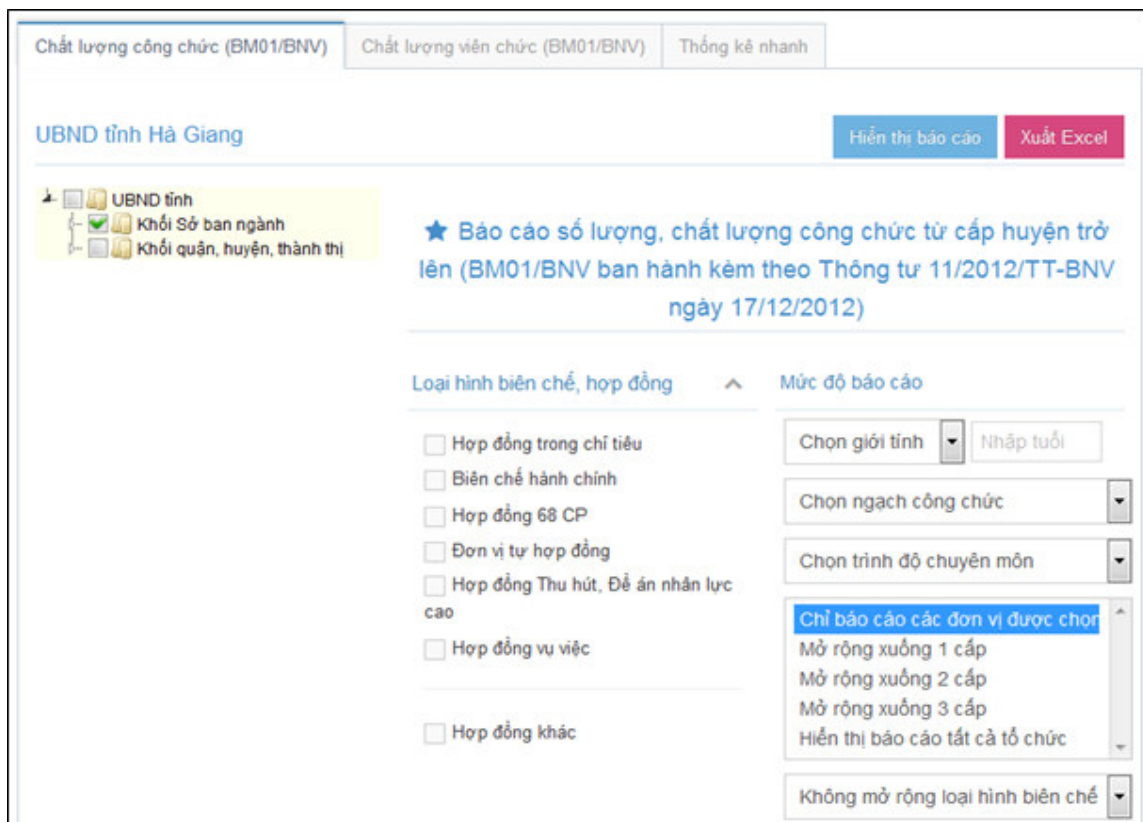 Chất lượng công chức (BM01/BNV)
Chất lượng viên chức (BM01/BNV)
Thống kê nhanh
UBND tỉnh Hà Giang
Hiển thị báo cáo
Xuất Excel
UBND tỉnh
Khối Sở ban ngành
Khối quận, huyện, thành thị
Báo cáo số lượng, chất lượng công chức từ cấp huyện trở
lên (BM01/BNV ban hành kèm theo Thông tư 11/2012/TT-BNV
ngày 17/12/2012)
Loại hình biên chế, hợp đồng
Hợp đồng trong chỉ tiêu
Biên chế hành chính
Hợp đồng 68 CP
Đơn vị tự hợp đồng
Hợp đồng Thu hút, Đề án nhân lực
cao
Hợp đồng vụ việc
Hợp đồng khác
Mức độ báo cáo
Chọn giới tính
Nhập tuổi
Chọn ngạch công chức
Chọn trình độ chuyên môn
Chỉ báo cáo các đơn vị được chọn
Mở rộng xuống 1 cấp
Mở rộng xuống 2 cấp
Mở rộng xuống 3 cấp
Hiển thị báo cáo tất cả tổ chức
Không mở rộng loại hình biên chế